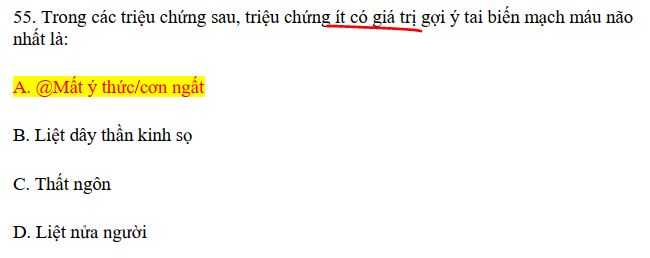 55. Trong các triệu chứng sau, triệu chứng ít có giá trị gợi ý tai biến mạch máu não
nhất là:
A. @Mất ý thức/cơn ngất
B. Liệt dây thần kinh sọ
C. Thất ngôn
D. Liệt nửa người